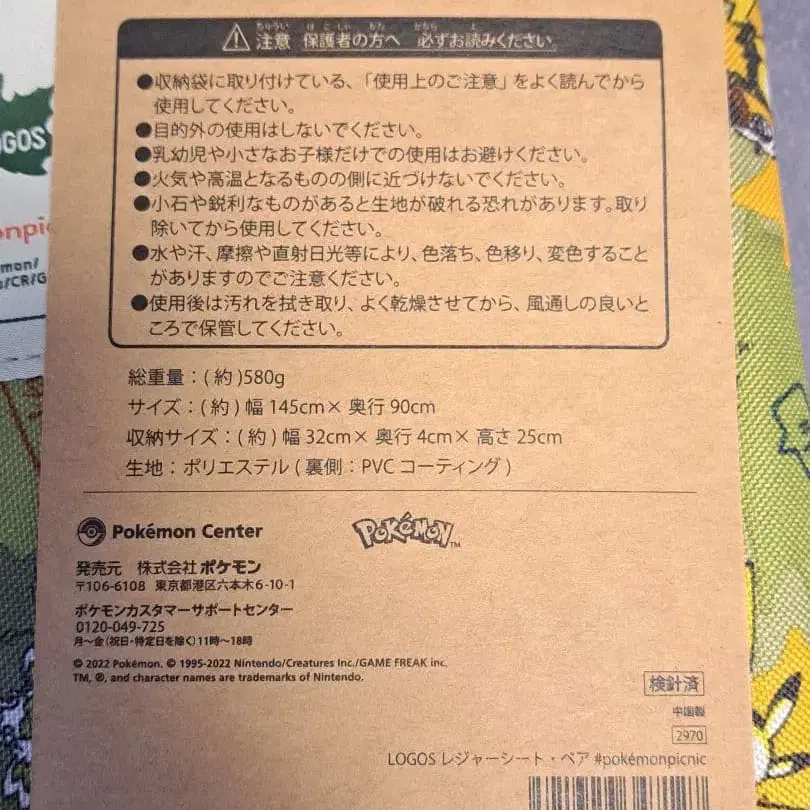 ⚠ 注意 保護者の方へ 必ずお読みください。
●収納袋に取り付けている、「使用上のご注意」をよく読んでから
使用してください。
●目的外の使用はしないでください。
●乳幼児や小さなお子様だけでの使用はお避けください。
●火気や高温となるものの側に近づけないでください。
●小石や鋭利なものがあると生地が破れる恐れがあります。取り
除いてから使用してください。
●水や汗、摩擦や直射日光等により、色落ち、色移り、変色すること
がありますのでご注意ください。
●使用後は汚れを拭き取り、よく乾燥させてから、風通しの良いと
ころで保管してください。
総重量：(約)580g
サイズ：(約)幅 145cm× 奥行 90cm
収納サイズ：(約)幅 32cm× 奥行 4cm× 高さ 25cm
生地：ポリエステル(裏側：PVC コーティング)
Pokémon Center
POKéMON™
発売元 株式会社ポケモン
〒106-6108 東京都港区六本木6-10-1
ポケモンカスタマーサポートセンター
0120-049-725
月～金(祝日・特定日を除く)11時～18時
© 2022 Pokémon. © 1995-2022 Nintendo/Creatures Inc./GAME FREAK inc.
TM, ®, and character names are trademarks of Nintendo.
検針済
中国製
2970
LOGOS レジャーシート・ペア #pokémonpicnic
OGOS
npi
mon/
/CR/G